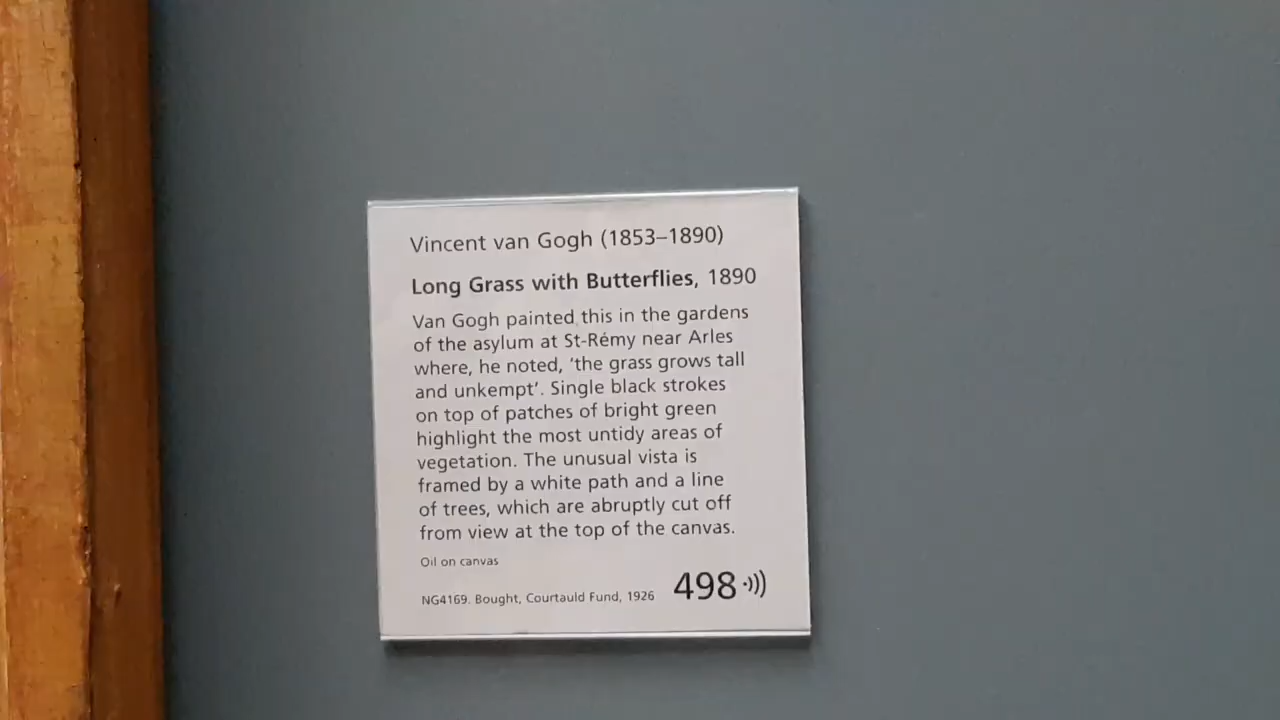 Vincent van Gogh (1853–1890)
Long Grass with Butterflies, 1890
Van Gogh painted this in the gardens
of the asylum at St-Rémy near Arles
where, he noted, ‘the grass grows tall
and unkempt’. Single black strokes
on top of patches of bright green
highlight the most untidy areas of
vegetation. The unusual vista is
framed by a white path and a line
of trees, which are abruptly cut off
from view at the top of the canvas.
Oil on canvas
NG4169. Bought, Courtauld Fund, 1926
498